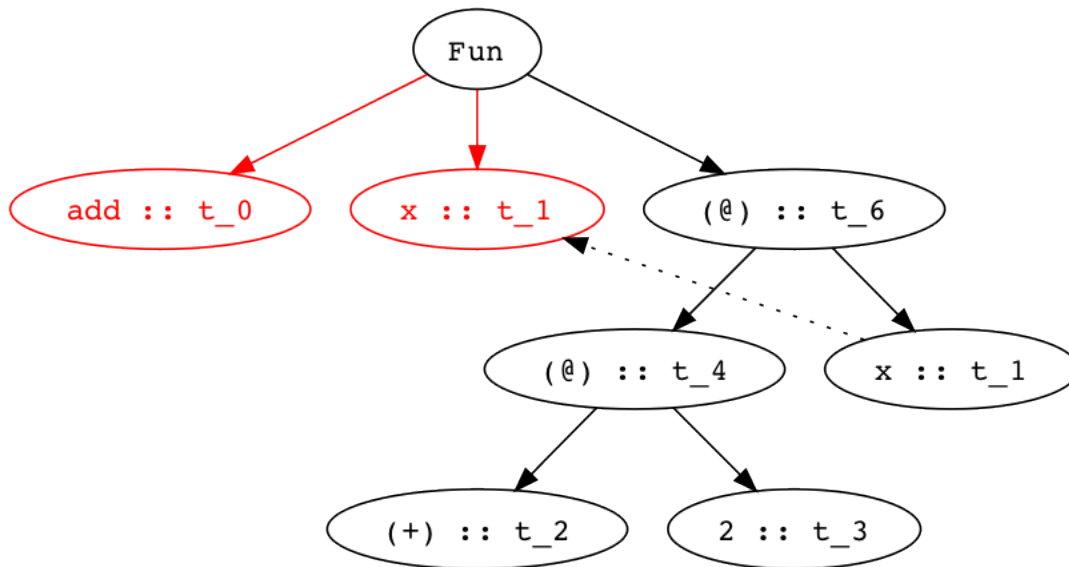 Fun
add :: t_0
x :: t_1
(@) :: t_6
(@) :: t_4
x :: t_1
(+) :: t_2
2 :: t_3